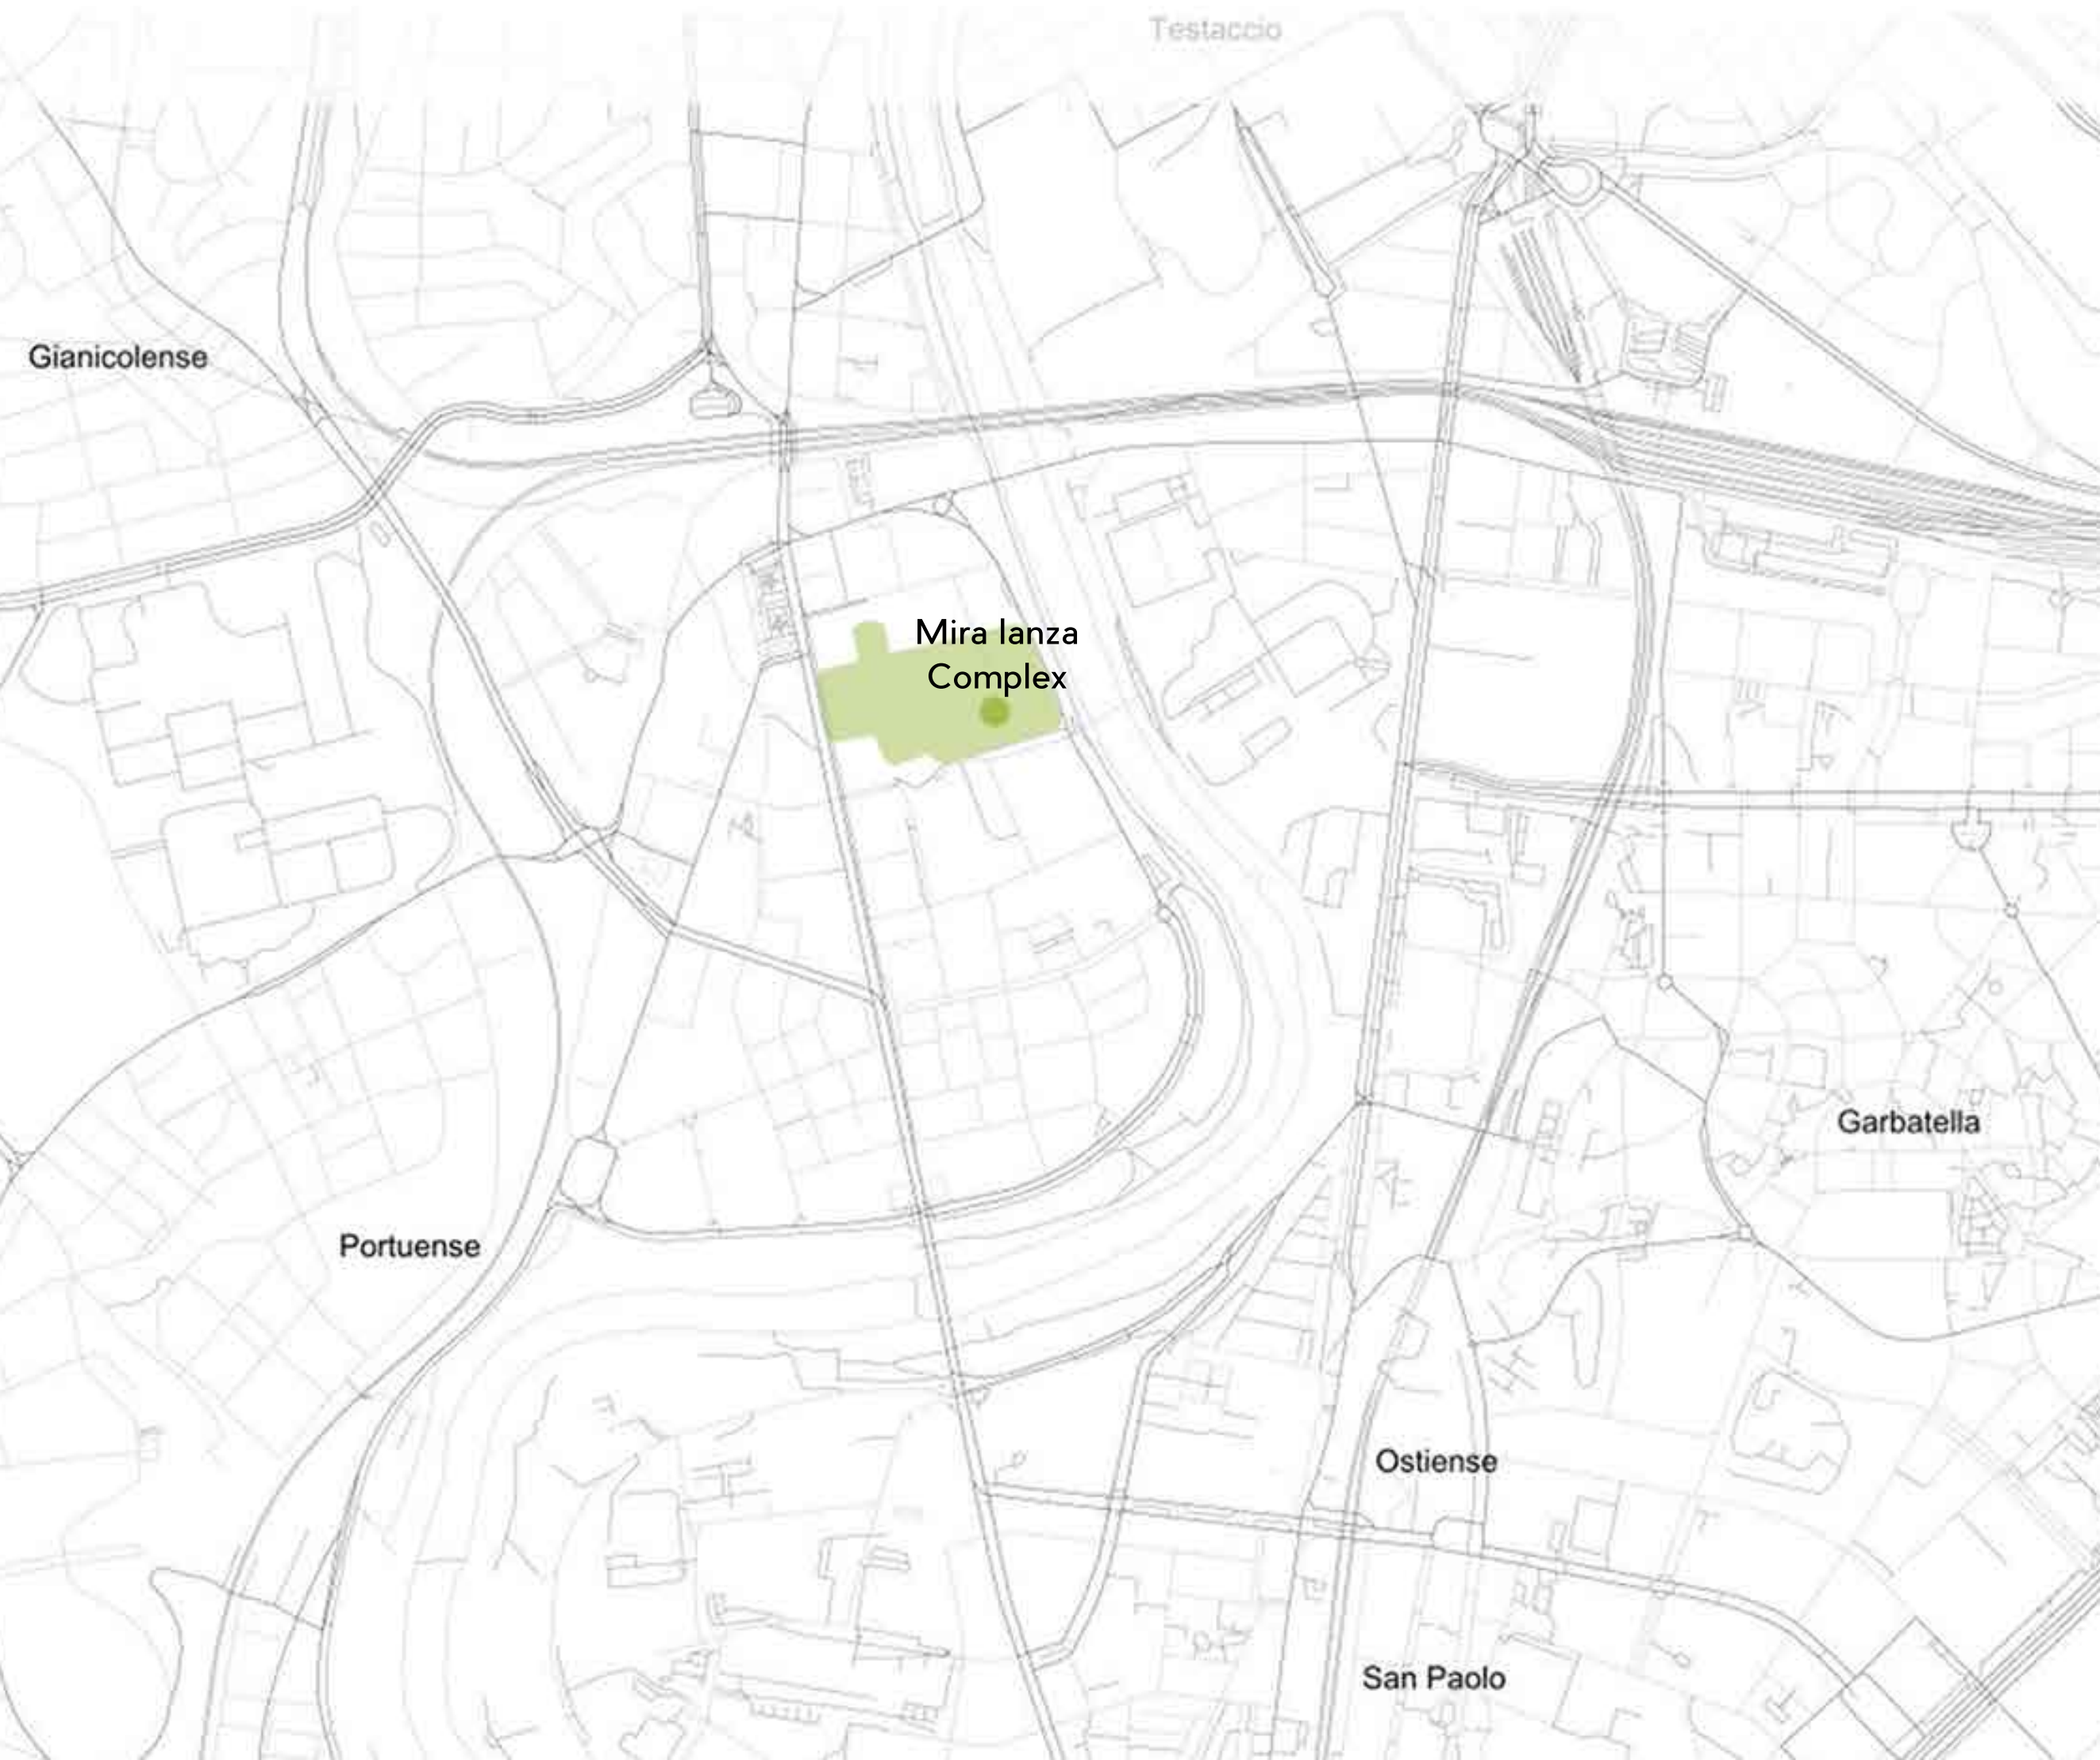 Testaccio
Gianicolense
Mira lanza
Complex
Garbatella
Portuense
Ostiense
San Paolo